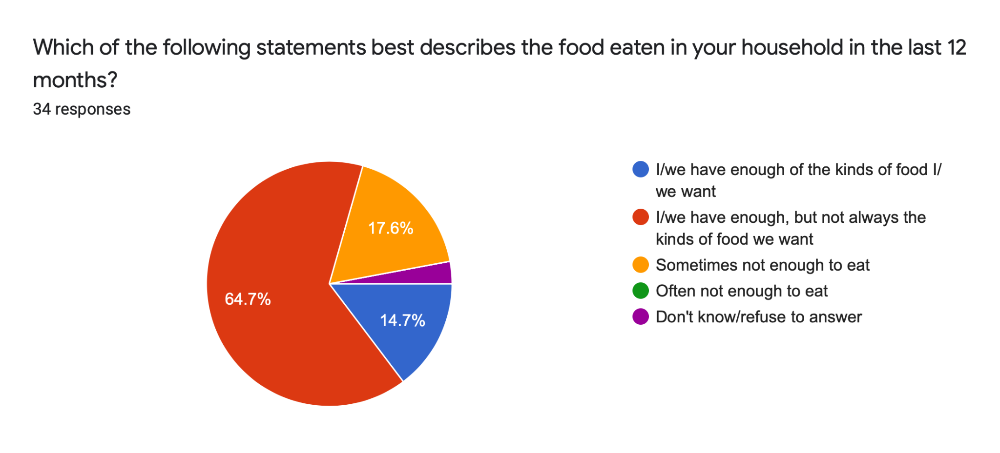 Which of the following statements best describes the food eaten in your household in the last 12
months?
34 responses
17.6%
64.7%
14.7%
I/we have enough of the kinds of food I/
we want
I/we have enough, but not always the
kinds of food we want
Sometimes not enough to eat
Often not enough to eat
Don't know/refuse to answer